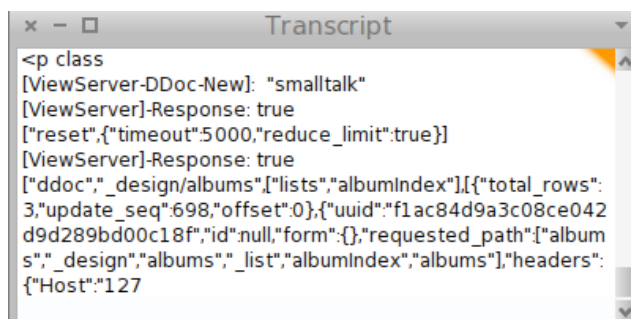 Transcript
<p class
[ViewServer-DDoc-New]:  "smalltalk"
[ViewServer]-Response: true
["reset",{"timeout":5000,"reduce_limit":true}]
[ViewServer]-Response: true
["ddoc","_design/albums",["lists","albumIndex"],[{"total_rows":
3,"update_seq":698,"offset":0},{"uuid":"f1ac84d9a3c08ce042
d9d289bd00c18f","id":null,"form":{},"requested_path":["album
s","_design","albums","_list","albumIndex","albums"],"headers":
{"Host":"127